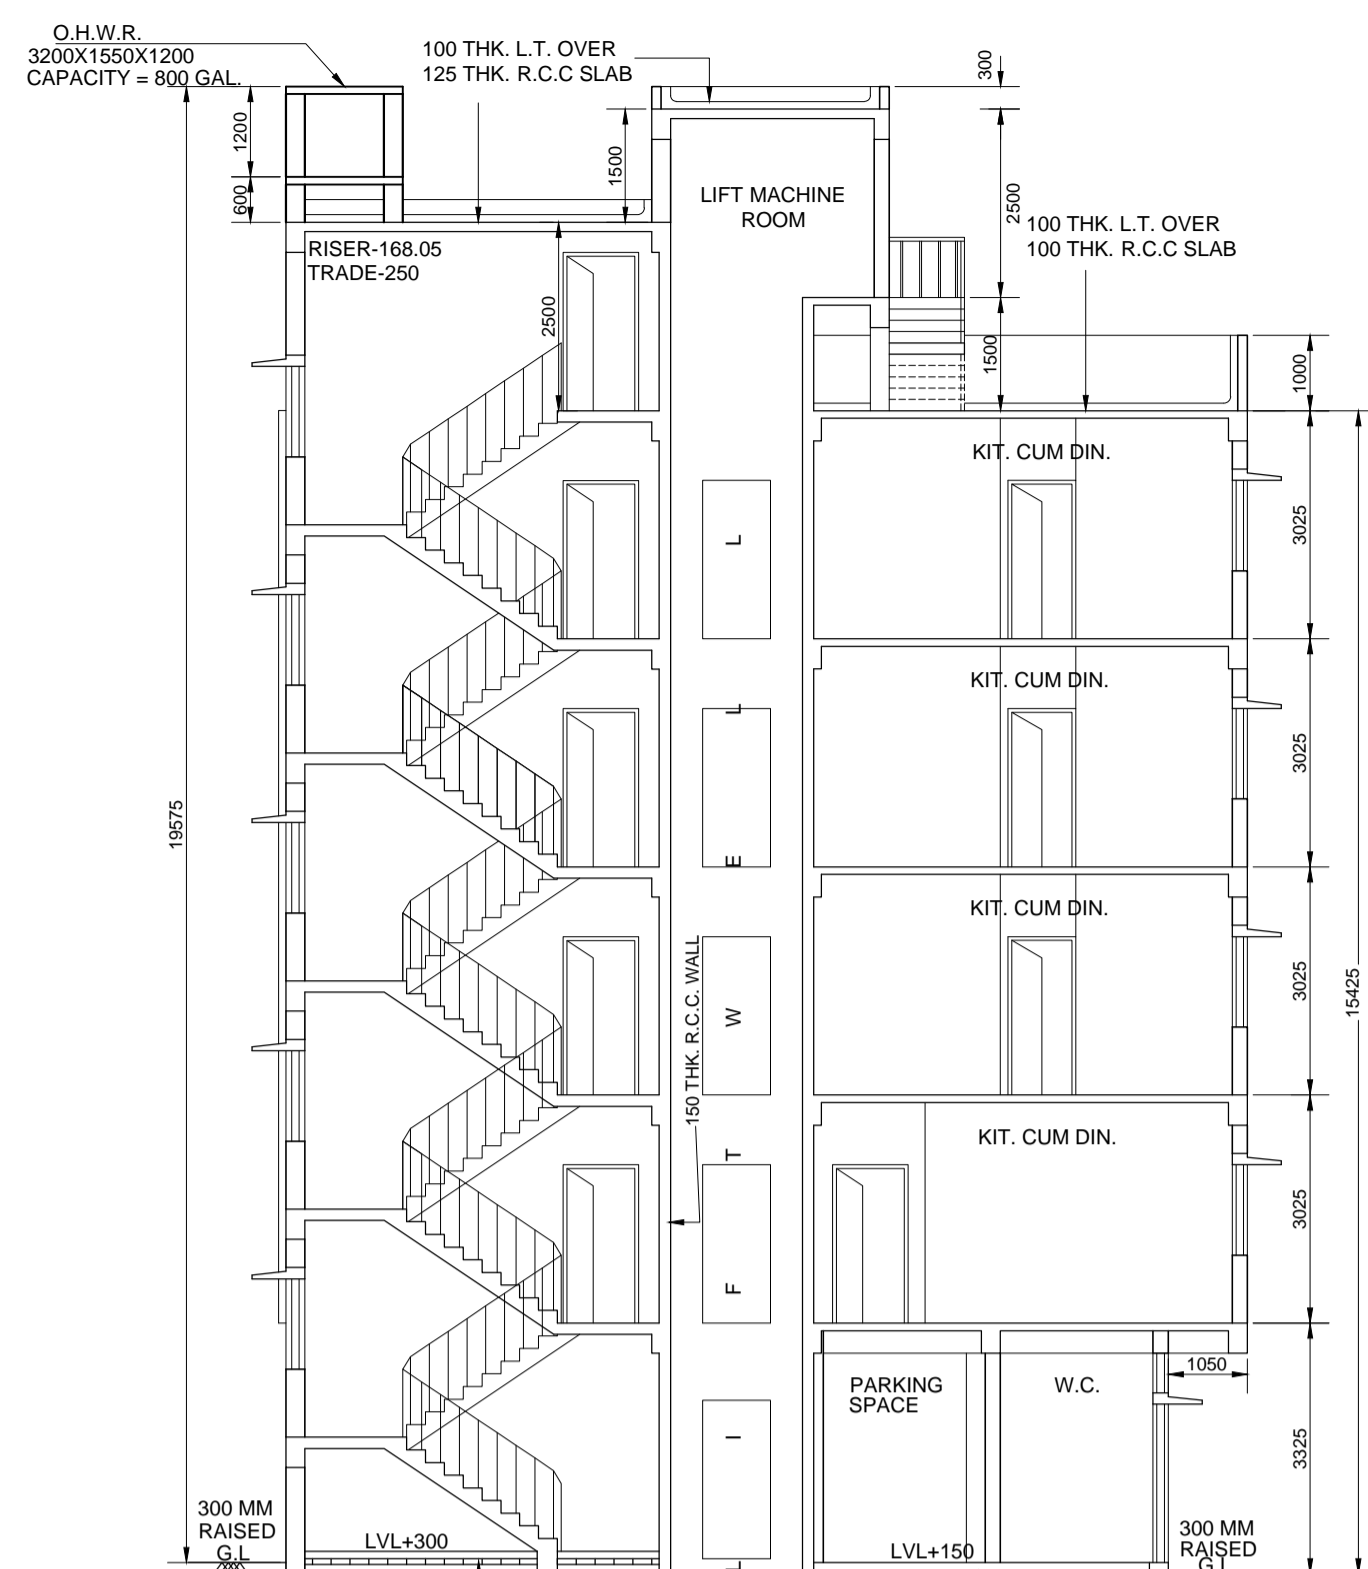 O.H.W.R.
3200X1550X1200
CAPACITY = 800 GAL.
100 THK. L.T. OVER
125 THK. R.C.C SLAB
300
1200
600
1500
2500
LIFT MACHINE
ROOM
100 THK. L.T. OVER
100 THK. R.C.C SLAB
RISER-168.05
TRADE-250
2500
1500
1000
KIT. CUM DIN.
3025
L
KIT. CUM DIN.
3025
L
19575
E
KIT. CUM DIN.
3025
15425
150 THK. R.C.C. WALL
W
KIT. CUM DIN.
3025
T
F
1050
PARKING
SPACE
W.C.
I
3325
300 MM
RAISED
G.L
LVL+300
LVL+150
300 MM
RAISED
G.L
L